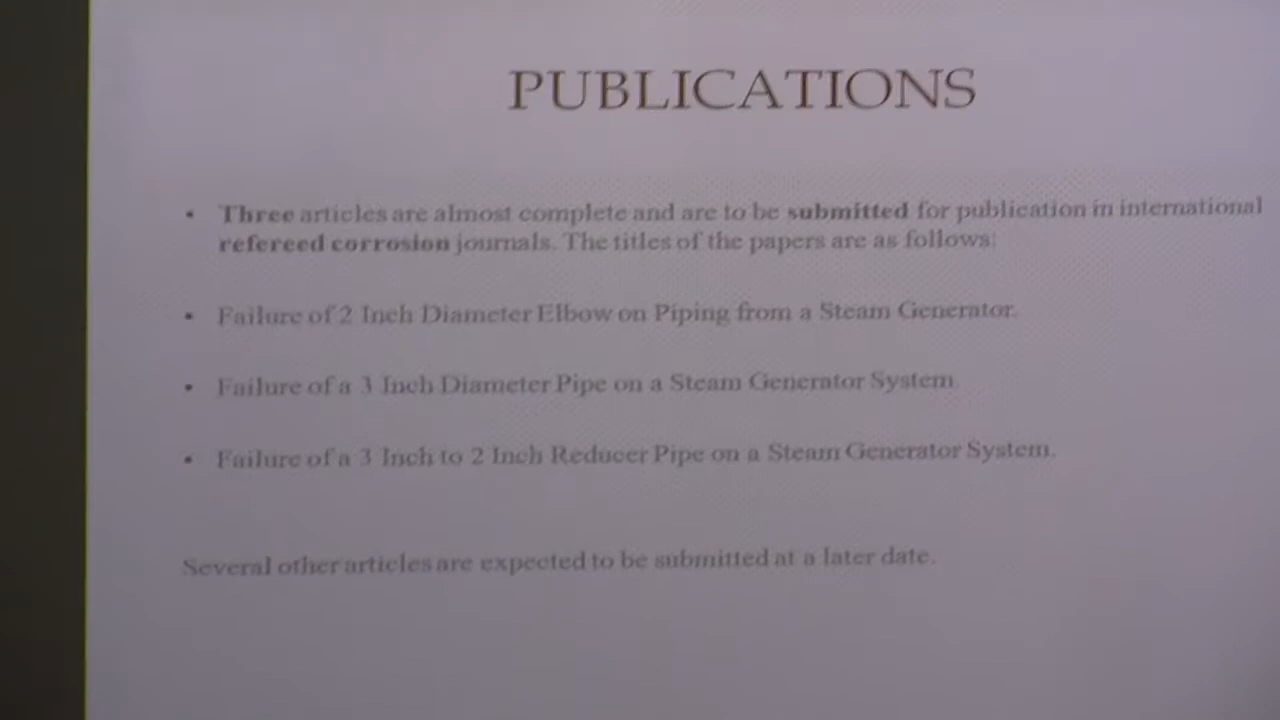 PUBLICATIONS
• Three articles are almost complete and are to be submitted for publication in international
refereed corrosion journals. The titles of the papers are as follows:
• Failure of 2 Inch Diameter Elbow on Piping from a Steam Generator.
• Failure of a 3 Inch Diameter Pipe on a Steam Generator System.
• Failure of a 3 Inch to 2 Inch Reducer Pipe on a Steam Generator System.
Several other articles are expected to be submitted at a later date.